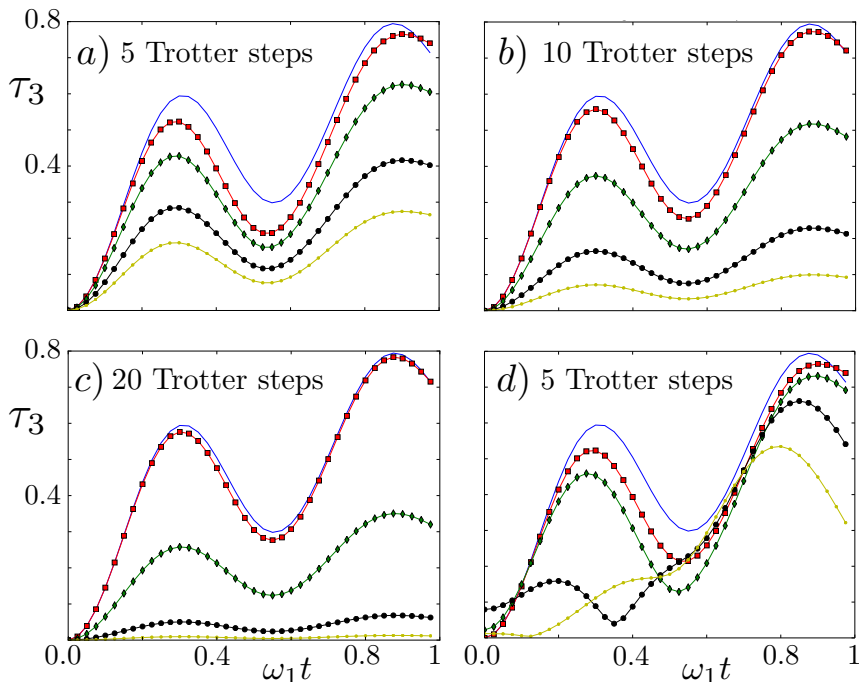 0.8
a) 5 Trotter steps
b) 10 Trotter steps
τ3
0.4
0.8
c) 20 Trotter steps
d) 5 Trotter steps
τ3
0.4
0.0 0.4 0.8 1
0.0 0.4 0.8 1
ω1t
ω1t